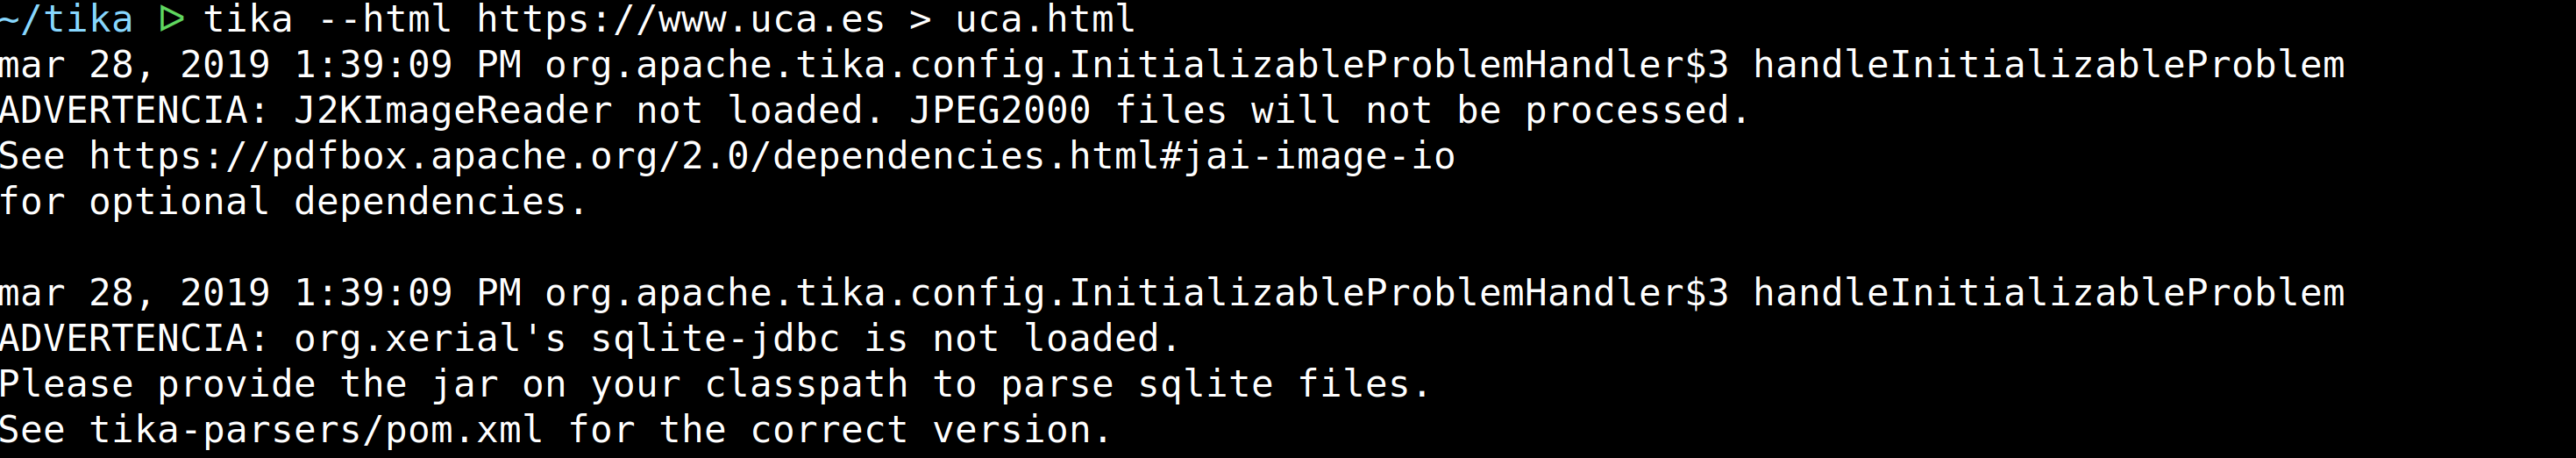 ~/tika ▷ tika --html https://www.uca.es > uca.html
mar 28, 2019 1:39:09 PM org.apache.tika.config.InitializableProblemHandler$3 handleInitializableProblem
ADVERTENCIA: J2KImageReader not loaded. JPEG2000 files will not be processed.
See https://pdfbox.apache.org/2.0/dependencies.html#jai-image-io
for optional dependencies.

mar 28, 2019 1:39:09 PM org.apache.tika.config.InitializableProblemHandler$3 handleInitializableProblem
ADVERTENCIA: org.xerial's sqlite-jdbc is not loaded.
Please provide the jar on your classpath to parse sqlite files.
See tika-parsers/pom.xml for the correct version.